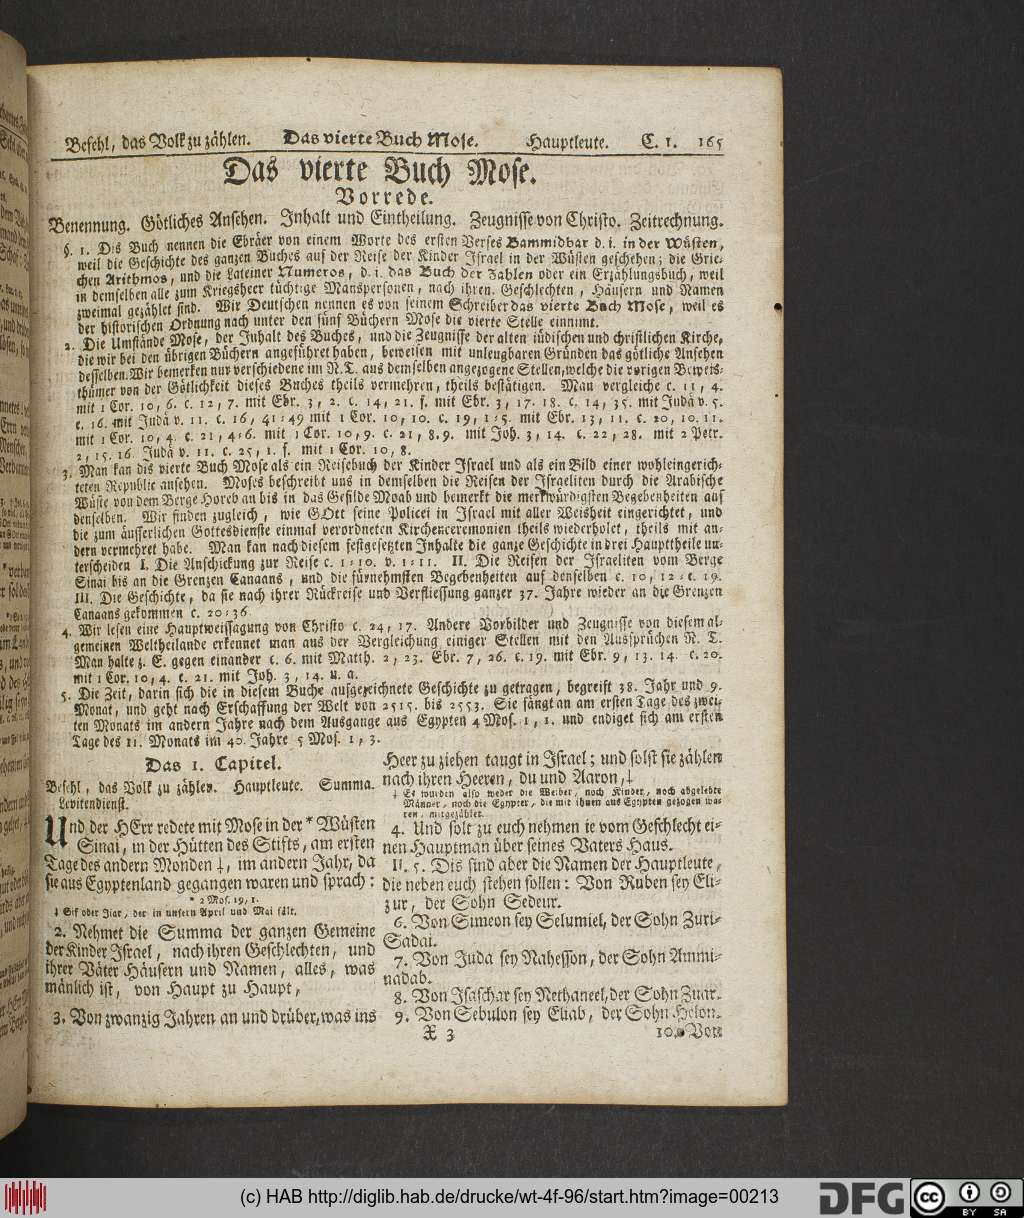 Befehl, das Volk zu zählen. Das vierte Buch Mose. Hauptleute. C. 1. 165
Das vierte Buch Mose.
Vorrede.
Benennung. Götliches Ansehen. Inhalt und Eintheilung. Zeugnisse von Christo. Zeitrechnung.
§. 1. Dis Buch nennen die Ebräer von einem Worte des ersten Verses Bammidbar d. i. in der Wüsten,
weil die Geschichte des ganzen Buches auf der Reise der Kinder Israel in der Wüsten geschehen; die Grie-
chen Arithmos, und die Lateiner Numeros, d. i. das Buch der Zahlen oder ein Erzählungsbuch, weil
in demselben alle zum Kriegsheer tüchtige Manspersonen, nach ihren Geschlechten, Häusern und Namen
zweimal gezählet sind. Wir Deutschen nennen es von seinem Schreiber das vierte Buch Mose, weil es
der historischen Ordnung nach unter den fünf Büchern Mose die vierte Stelle einnimt.
2. Die Umstände Mose, der Inhalt des Buches, und die Zeugnisse der alten jüdischen und christlichen Kirche,
die wir bei den übrigen Büchern angeführet haben, beweisen mit unleugbaren Gründen das götliche Ansehen
desselben. Wir bemerken nur verschiedene im N. T. aus demselben angezogene Stellen, welche die vorigen Beweis-
thümer von der Götlichkeit dieses Buches theils vermehren, theils bestätigen. Man vergleiche c. 11, 4.
mit 1 Cor. 10, 6. c. 12, 7. mit Ebr. 3, 2. c. 14, 21. f. mit Ebr. 3, 17. 18. c. 14, 35. mit Judä v. 5.
c. 16. mit Judä v. 11. c. 16, 41-49 mit 1 Cor. 10, 10. c. 19, 1-5. mit Ebr. 13, 11. c. 20, 10. 11.
mit 1 Cor. 10, 4. c. 21, 4-6. mit 1 Cor. 10, 9. c. 21, 8. 9. mit Joh. 3, 14. c. 22, 28. mit 2 Petr.
2, 15. 16. Judä v. 11. c. 25, 1. f. mit 1 Cor. 10, 8.
3. Man kan dis vierte Buch Mose als ein Reisebuch der Kinder Israel und als ein Bild einer wohleingerich-
teten Republic ansehen. Moses beschreibt uns in demselben die Reisen der Israeliten durch die Arabische
Wüste von dem Berge Horeb an bis in das Gefilde Moab und bemerkt die merkwürdigsten Begebenheiten auf
denselben. Wir finden zugleich, wie GOtt seine Policei in Israel mit aller Weisheit eingerichtet, und
die zum äusserlichen Gottesdienste einmal verordneten Kirchenceremonien theils wiederholet, theils mit an-
dern vermehret habe. Man kan nach diesem festgesetzten Inhalte die ganze Geschichte in drei Haupttheile un-
terscheiden I. Die Anschickung zur Reise c. 1-10. v. 1-11. II. Die Reisen der Israeliten vom Berge
Sinai bis an die Grenzen Canaans, und die fürnehmsten Begebenheiten auf denselben c. 10, 12-c. 19.
III. Die Geschichte, da sie nach ihrer Rückreise und Verfliessung ganzer 37. Jahre wieder an die Grenzen
Canaans gekommen c. 20-36.
4. Wir lesen eine Hauptweissagung von Christo c. 24, 17. Andere Vorbilder und Zeugnisse von diesem al-
gemeinen Weltheilande erkennet man aus der Vergleichung einiger Stellen mit den Aussprüchen N. T.
Man halte z. E. gegen einander c. 6. mit Matth. 2, 23. Ebr. 7, 26. c. 19. mit Ebr. 9, 13. 14. c. 20.
mit 1 Cor. 10, 4. c. 21. mit Joh. 3, 14. u. a.
5. Die Zeit, darin sich die in diesem Buche aufgezeichnete Geschichte zu getragen, begreift 38. Jahr und 9.
Monat, und geht nach Erschaffung der Welt von 2515. bis 2553. Sie fängt an am ersten Tage des zwei-
ten Monats im andern Jahre nach dem Ausgange aus Egypten 4 Mos. 1, 1. und endiget sich am ersten
Tage des 11. Monats im 40. Jahre 5 Mos. 1, 3.
Das 1. Capitel.
Befehl, das Volk zu zählen. Hauptleute. Summa.
Levitendienst.
Und der HErr redete mit Mose in der * Wüsten
Sinai, in der Hütten des Stifts, am ersten
Tage des andern Monden ‡, im andern Jahr, da
sie aus Egyptenland gegangen waren und sprach:
* 2 Mos. 19, 1.
‡ Sif oder Jiar, der in unsern April und Mai fält.
2. Nehmet die Summa der ganzen Gemeine
der Kinder Israel, nach ihren Geschlechten, und
ihrer Väter Häusern und Namen, alles, was
mänlich ist, von Haupt zu Haupt,
3. Von zwanzig Jahren an und drüber, was ins
Heer zu ziehen taugt in Israel; und solst sie zählen
nach ihren Heeren, du und Aaron, ‡
‡ Es wurden also weder die Weiber, noch Kinder, noch abgelebte
Männer, noch die Egypter, die mit ihnen aus Egypten gezogen wa-
ren, mitgezählet.
4. Und solt zu euch nehmen ie vom Geschlecht ei-
nen Hauptman über seines Vaters Haus.
II. 5. Dis sind aber die Namen der Hauptleute,
die neben euch stehen sollen: Von Ruben sey Eli-
zur, der Sohn Sedeur.
6. Von Simeon sey Selumiel, der Sohn Zuri-
Sadai.
7. Von Juda sey Nahesson, der Sohn Ammi-
nadab.
8. Von Isaschar sey Nethaneel, der Sohn Zuar.
9. Von Sebulon sey Eliab, der Sohn Helon.
X 3
10. Von
(c) HAB http://diglib.hab.de/drucke/wt-4f-96/start.htm?image=00213
DFG
cc BY SA